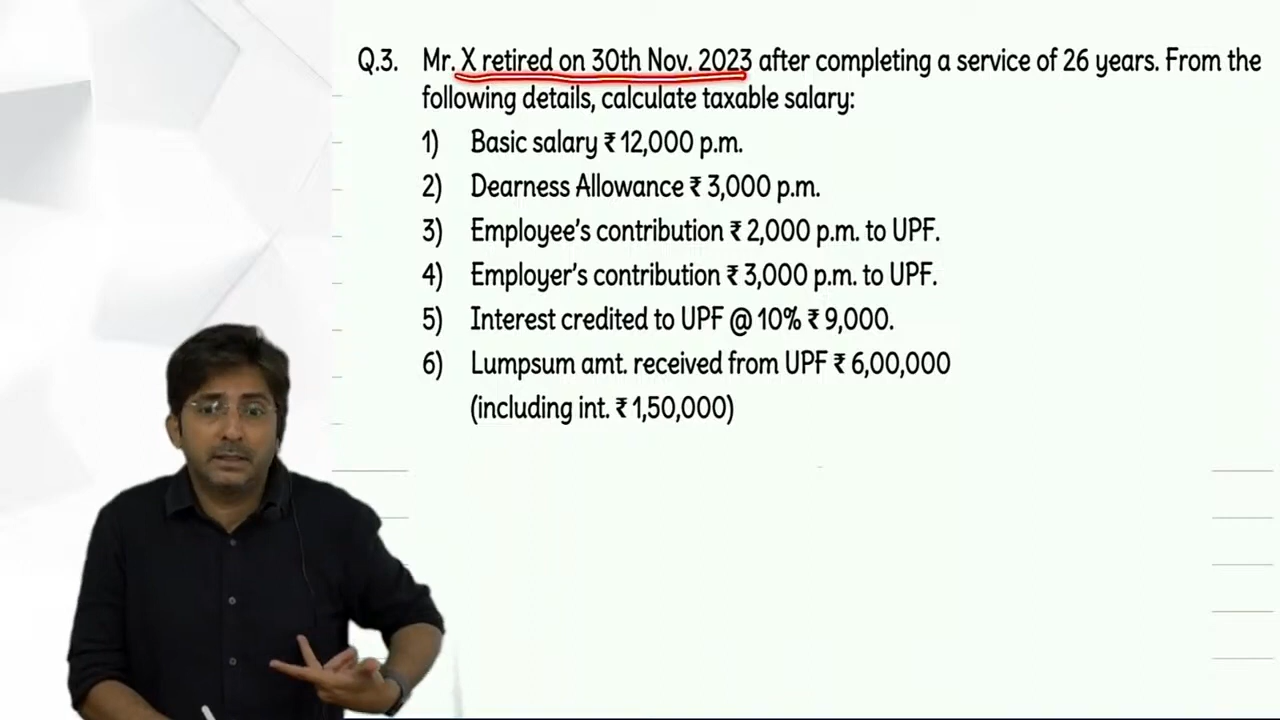 Q.3. Mr. X retired on 30th Nov. 2023 after completing a service of 26 years. From the
following details, calculate taxable salary:
1) Basic salary ₹ 12,000 p.m.
2) Dearness Allowance ₹ 3,000 p.m.
3) Employee's contribution ₹ 2,000 p.m. to UPF.
4) Employer's contribution ₹ 3,000 p.m. to UPF.
5) Interest credited to UPF @ 10% ₹ 9,000.
6) Lumpsum amt. received from UPF ₹ 6,00,000
(including int. ₹ 1,50,000)